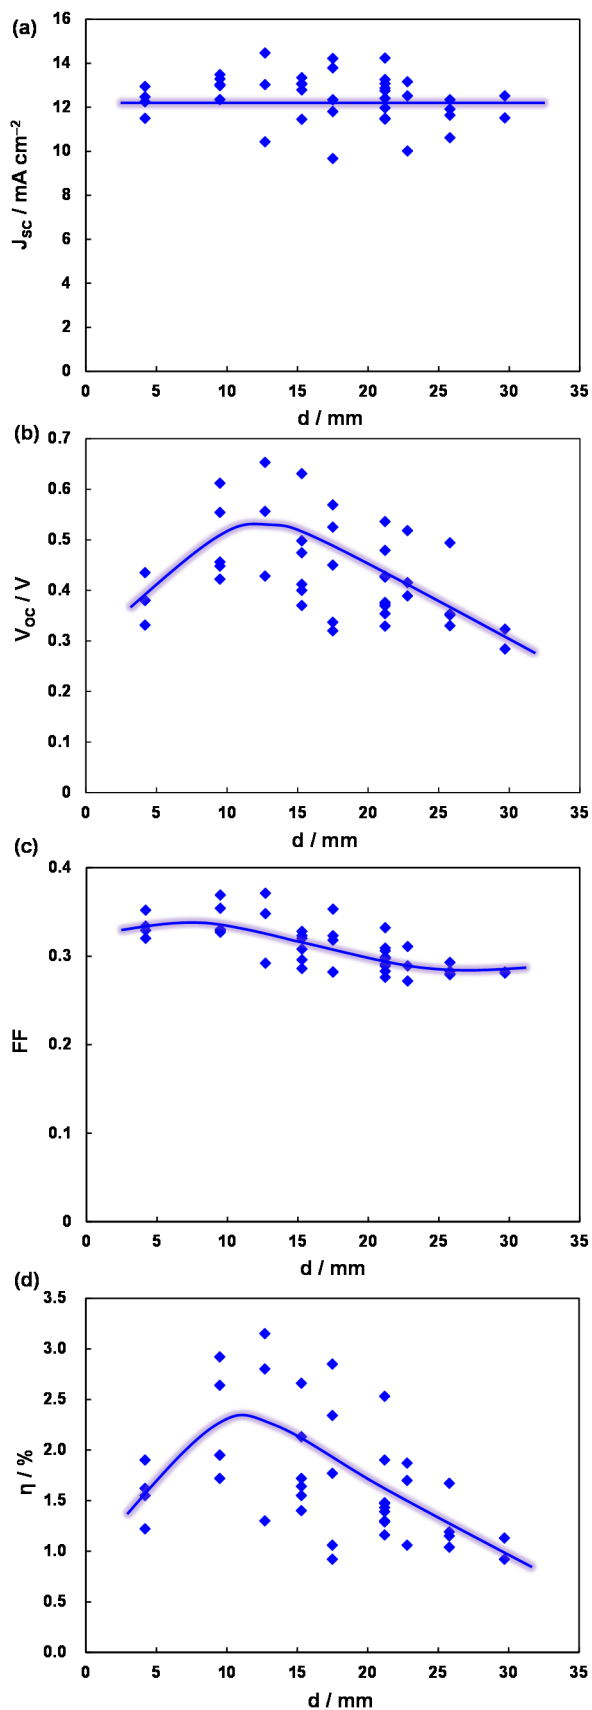 (a)
16
14
12
10
8
6
4
2
0
J_SC / mA cm⁻²
0 5 10 15 20 25 30 35
d / mm
(b)
0.7
0.6
0.5
0.4
0.3
0.2
0.1
0
V_OC / V
0 5 10 15 20 25 30 35
d / mm
(c)
0.4
0.3
0.2
0.1
0
FF
0 5 10 15 20 25 30 35
d / mm
(d)
3.5
3.0
2.5
2.0
1.5
1.0
0.5
0.0
η / %
0 5 10 15 20 25 30 35
d / mm